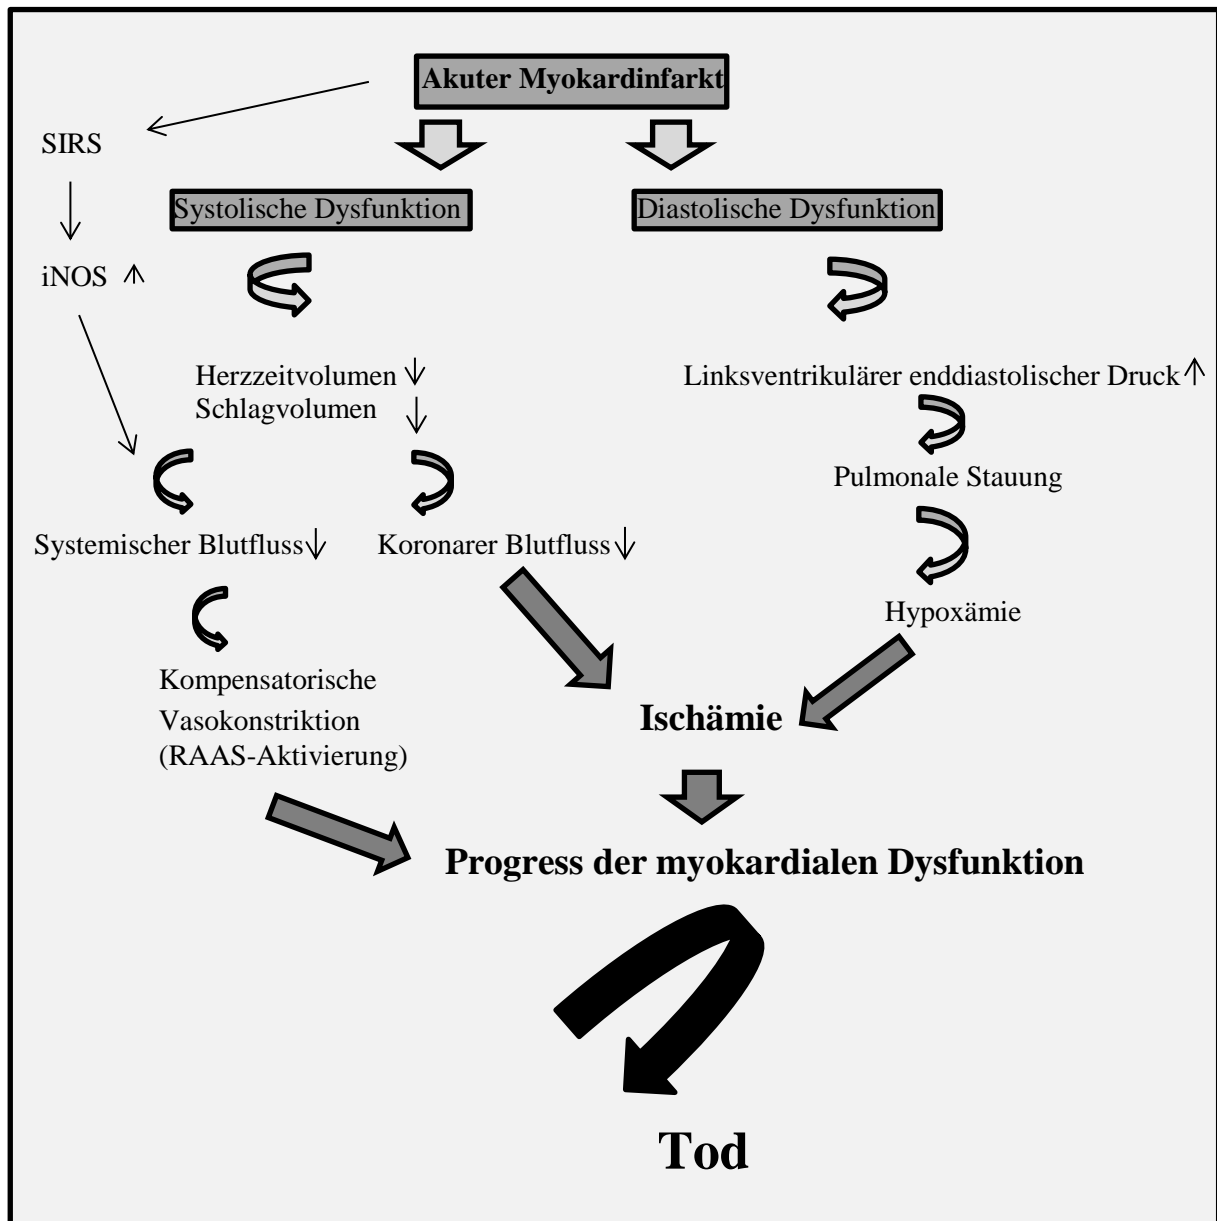 Akuter Myokardinfarkt
SIRS
Systolische Dysfunktion
Diastolische Dysfunktion
iNOS
Herzzeitvolumen
Schlagvolumen
Linksventrikulärer enddiastolischer Druck
Pulmonale Stauung
Systemischer Blutfluss
Koronarer Blutfluss
Hypoxämie
Kompensatorische
Vasokonstriktion
(RAAS-Aktivierung)
Ischämie
Progress der myokardialen Dysfunktion
Tod